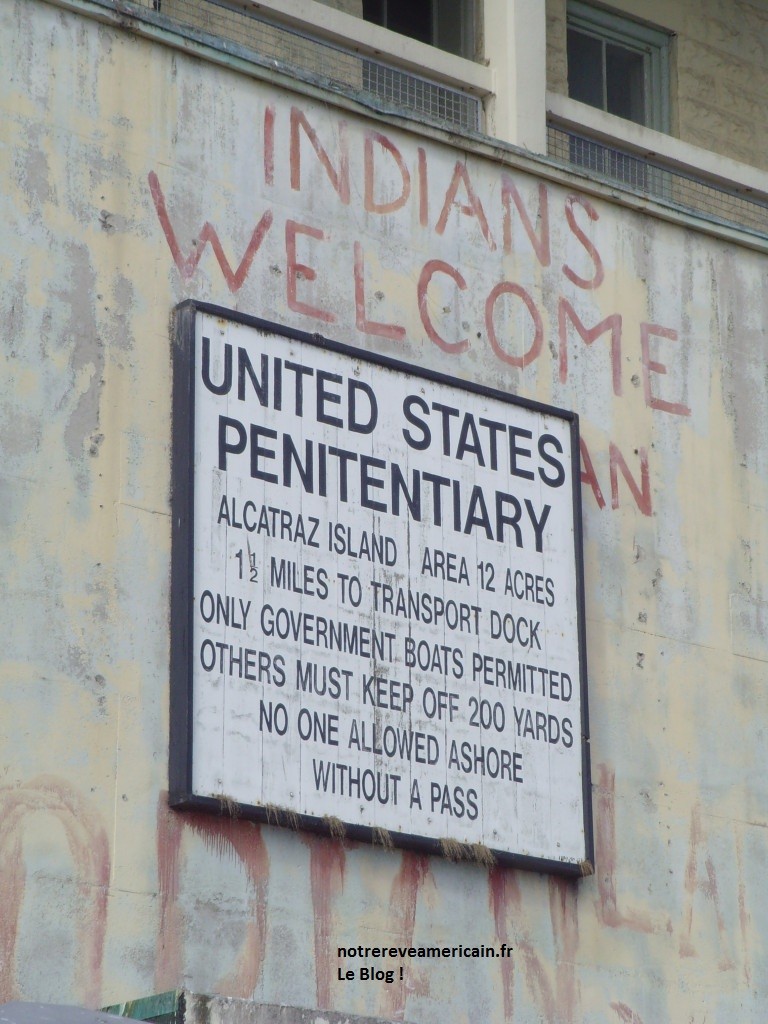 INDIANS
WELCOME
UNITED STATES
PENITENTIARY
ALCATRAZ ISLAND AREA 12 ACRES
1½ MILES TO TRANSPORT DOCK
ONLY GOVERNMENT BOATS PERMITTED
OTHERS MUST KEEP OFF 200 YARDS
NO ONE ALLOWED ASHORE
WITHOUT A PASS
notrereveamericain.fr
Le Blog !